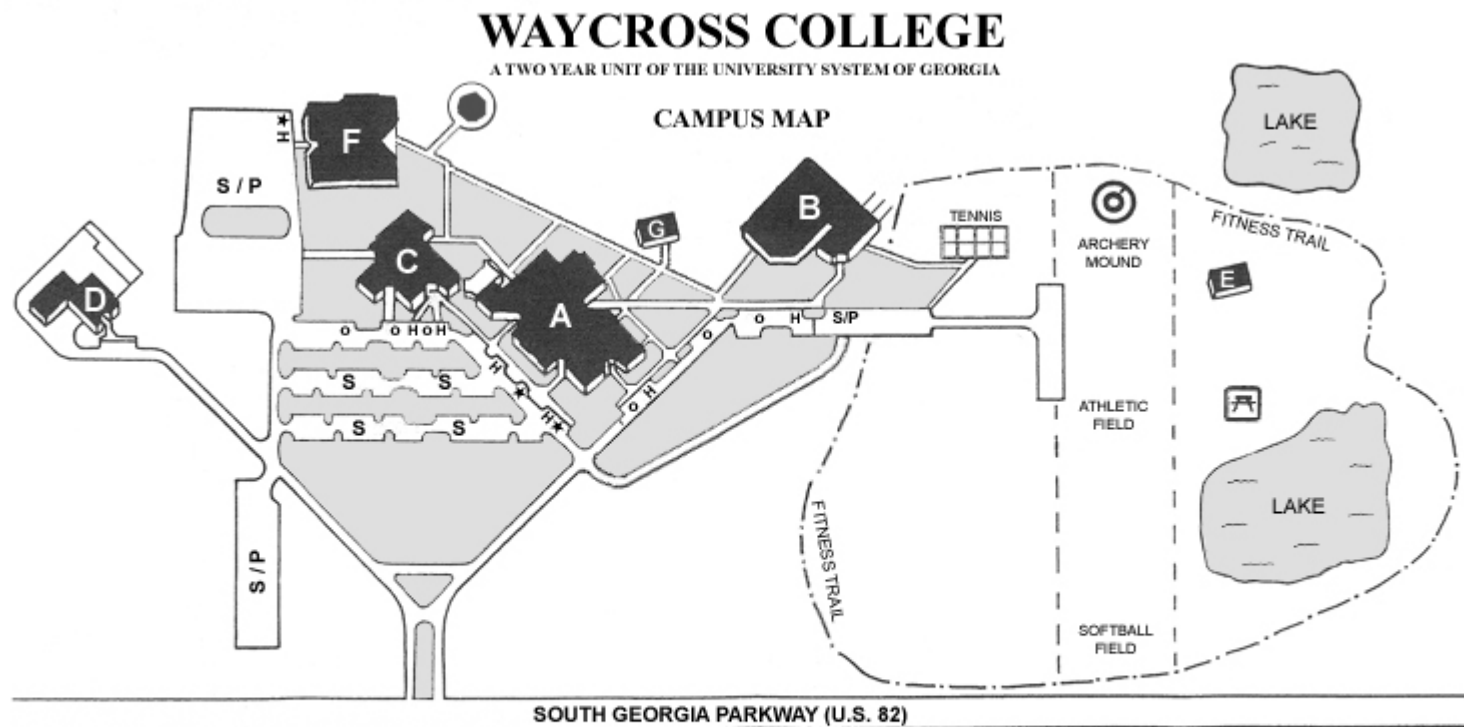 WAYCROSS COLLEGE
A TWO YEAR UNIT OF THE UNIVERSITY SYSTEM OF GEORGIA
CAMPUS MAP
LAKE
H★
F
S / P
B
G
TENNIS
FITNESS TRAIL
ARCHERY
MOUND
C
D
E
A
O
O H O H
O
H
S/P
O
H
S
S
★
O
H
ATHLETIC
FIELD
S
S
H★
LAKE
FITNESS TRAIL
S / P
SOFTBALL
FIELD
SOUTH GEORGIA PARKWAY (U.S. 82)